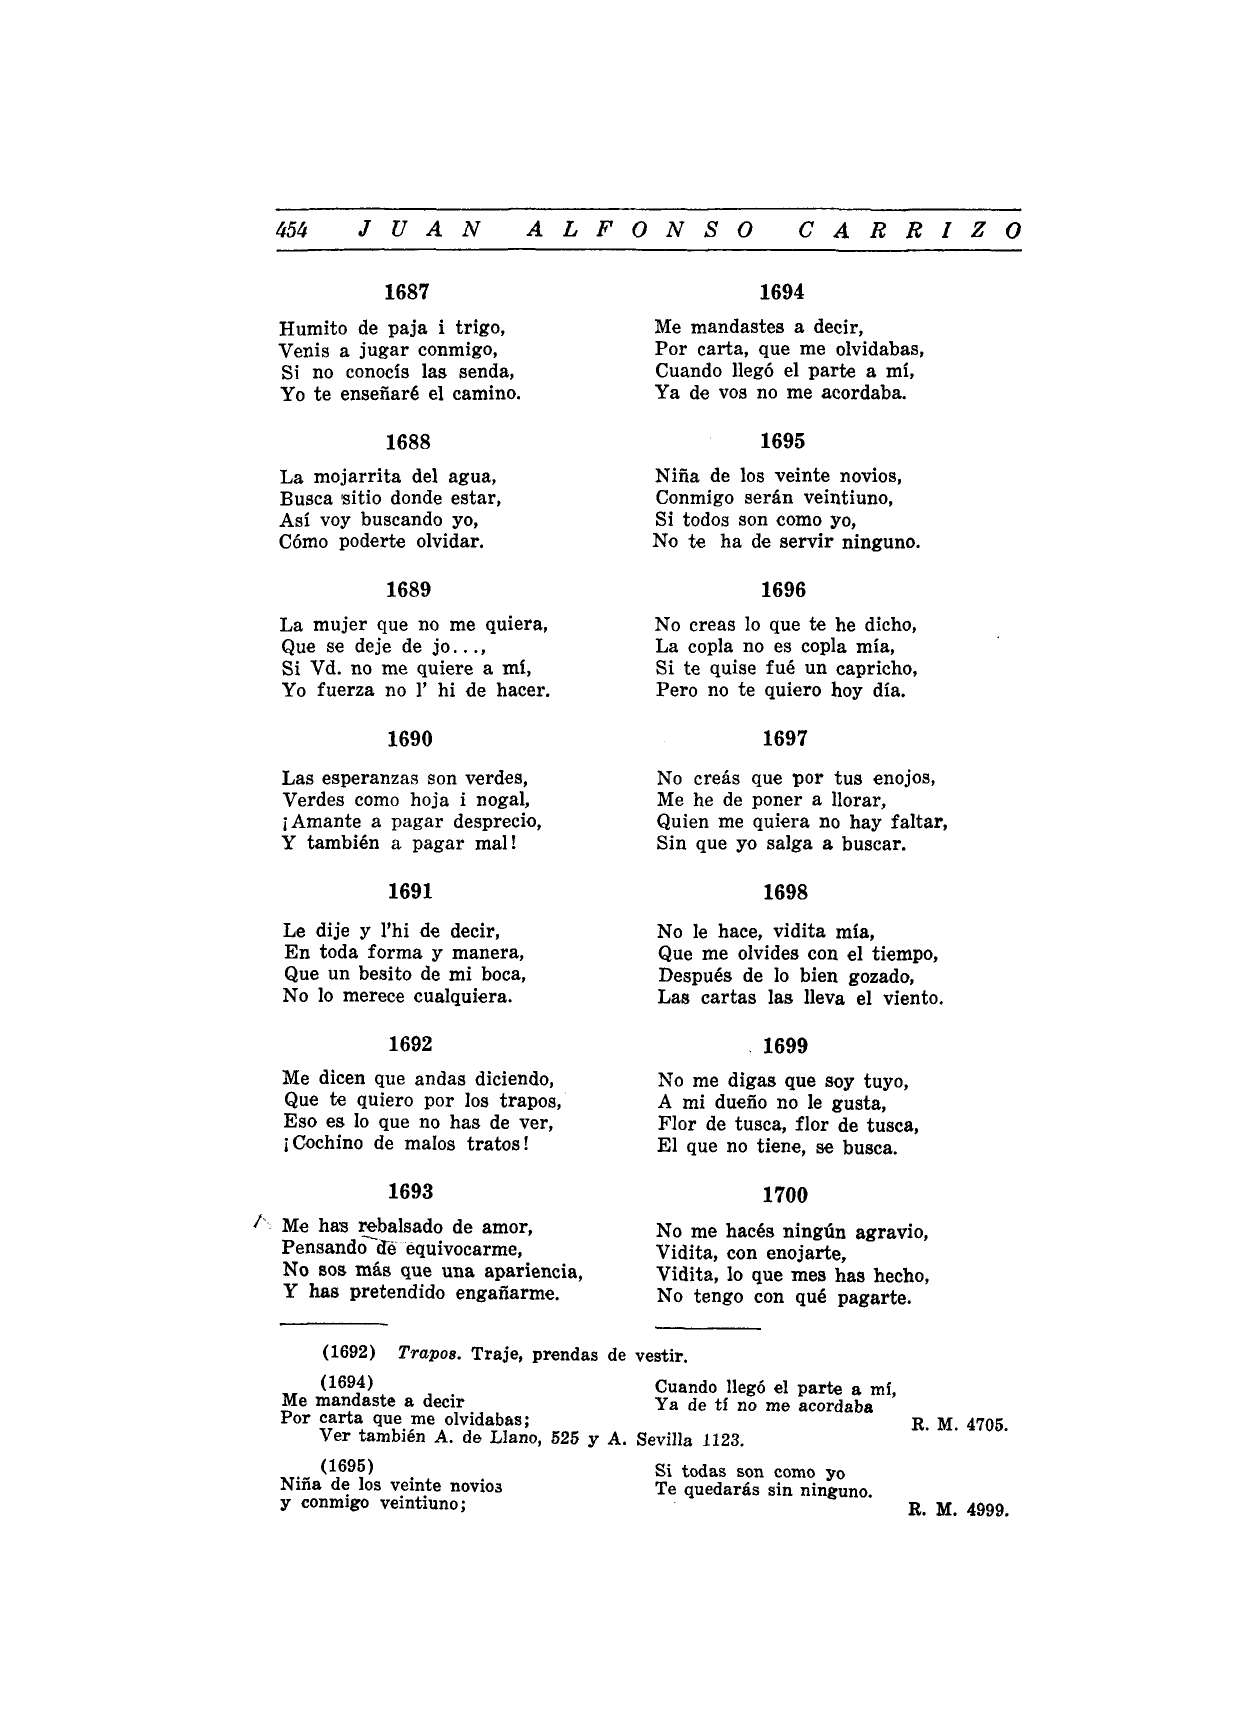 454 JUAN ALFONSO CARRIZO
1687
Humito de paja i trigo,
Venis a jugar conmigo,
Si no conocís las senda,
Yo te enseñaré el camino.
1688
La mojarrita del agua,
Busca sitio donde estar,
Así voy buscando yo,
Cómo poderte olvidar.
1689
La mujer que no me quiera,
Que se deje de jo...,
Si Vd. no me quiere a mí,
Yo fuerza no l' hi de hacer.
1690
Las esperanzas son verdes,
Verdes como hoja i nogal,
¡Amante a pagar desprecio,
Y también a pagar mal!
1691
Le dije y l'hi de decir,
En toda forma y manera,
Que un besito de mi boca,
No lo merece cualquiera.
1692
Me dicen que andas diciendo,
Que te quiero por los trapos,
Eso es lo que no has de ver,
¡Cochino de malos tratos!
1693
Me has rebalsado de amor,
Pensando de equivocarme,
No sos más que una apariencia,
Y has pretendido engañarme.
1694
Me mandastes a decir,
Por carta, que me olvidabas,
Cuando llegó el parte a mí,
Ya de vos no me acordaba.
1695
Niña de los veinte novios,
Conmigo serán veintiuno,
Si todos son como yo,
No te ha de servir ninguno.
1696
No creas lo que te he dicho,
La copla no es copla mía,
Si te quise fué un capricho,
Pero no te quiero hoy día.
1697
No creás que por tus enojos,
Me he de poner a llorar,
Quien me quiera no hay faltar,
Sin que yo salga a buscar.
1698
No le hace, vidita mía,
Que me olvides con el tiempo,
Después de lo bien gozado,
Las cartas las lleva el viento.
1699
No me digas que soy tuyo,
A mi dueño no le gusta,
Flor de tusca, flor de tusca,
El que no tiene, se busca.
1700
No me hacés ningún agravio,
Vidita, con enojarte,
Vidita, lo que mes has hecho,
No tengo con qué pagarte.
(1692) Trapos. Traje, prendas de vestir.
(1694)
Me mandaste a decir
Por carta que me olvidabas;
Cuando llegó el parte a mí,
Ya de tí no me acordaba
R. M. 4705.
Ver también A. de Llano, 525 y A. Sevilla 1123.
(1695)
Niña de los veinte novios
y conmigo veintiuno;
Si todas son como yo
Te quedarás sin ninguno.
R. M. 4999.